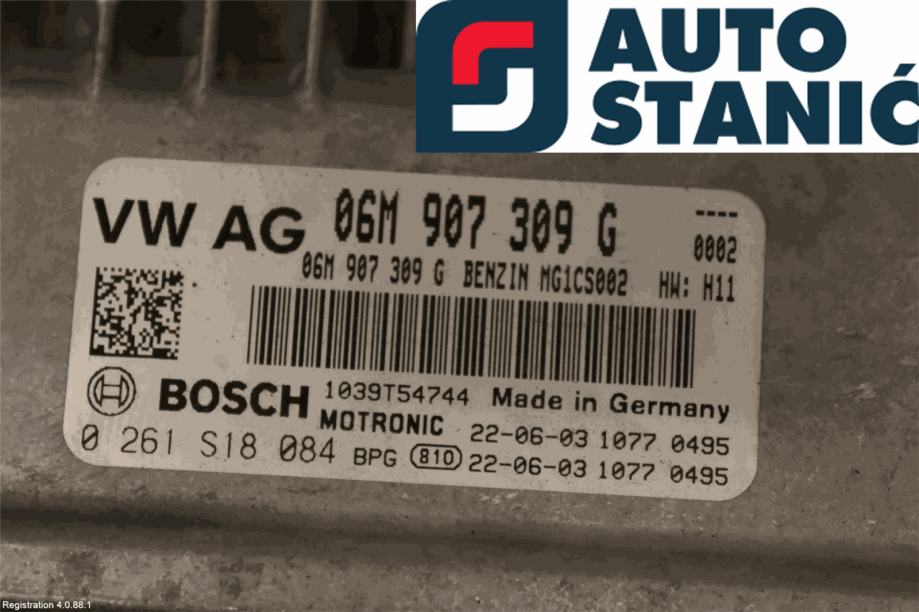 AUTO
STANIĆ
VW AG 06M 907 309 G ----
0002
06M 907 309 G BENZIN MG1CS002 HW: H11
BOSCH 1039T54744 Made in Germany
MOTRONIC 22-06-03 1077 0495
0 261 S18 084 BPG 810 22-06-03 1077 0495
Registration 4.0.88.1